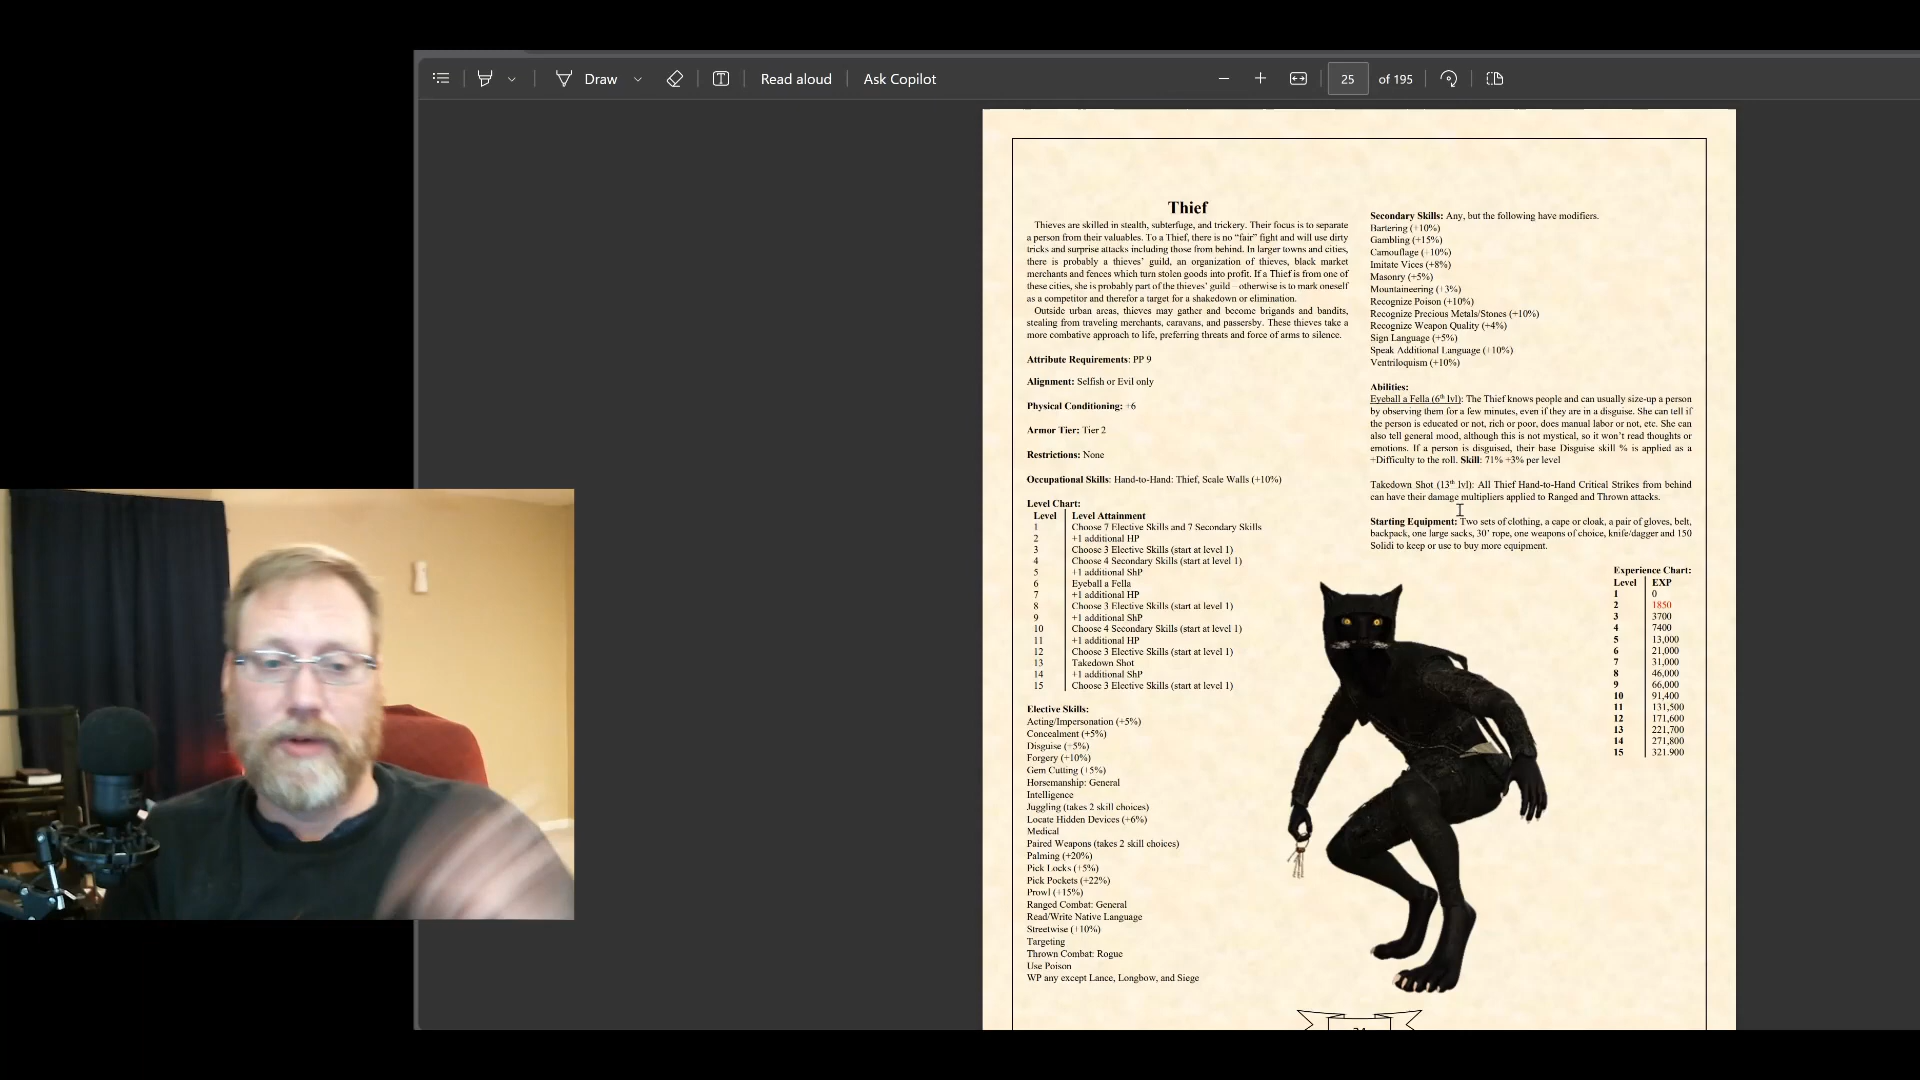 Draw
Read aloud
Ask Copilot
25
of 195
Thief
Thieves are skilled in stealth, subterfuge, and trickery. Their focus is to separate
a person from their valuables. To a Thief, there is no “fair” fight and will use dirty
tricks and surprise attacks including those from behind. In larger towns and cities,
there is probably a thieves’ guild, an organization of thieves, black market
merchants and fences which turn stolen goods into profit. If a Thief is from one of
these cities, she is probably part of the thieves’ guild—otherwise is to mark oneself
as a competitor and therefor a target for a shakedown or elimination.
Outside urban areas, thieves may gather and become brigands and bandits,
stealing from traveling merchants, caravans, and passersby. These thieves take a
more combative approach to life, preferring threats and force of arms to silence.
Attribute Requirements: PP 9
Alignment: Selfish or Evil only
Physical Conditioning: +6
Armor Tier: Tier 2
Restrictions: None
Occupational Skills: Hand-to-Hand: Thief, Scale Walls (+10%)
Level Chart:
Level Level Attainment
1 Choose 7 Elective Skills and 7 Secondary Skills
2 +1 additional HP
3 Choose 3 Elective Skills (start at level 1)
4 Choose 4 Secondary Skills (start at level 1)
5 +1 additional ShP
6 Eyeball a Fella
7 +1 additional HP
8 Choose 3 Elective Skills (start at level 1)
9 +1 additional ShP
10 Choose 4 Secondary Skills (start at level 1)
11 +1 additional HP
12 Choose 3 Elective Skills (start at level 1)
13 Takedown Shot
14 +1 additional ShP
15 Choose 3 Elective Skills (start at level 1)
Elective Skills:
Acting/Impersonation (+5%)
Concealment (+5%)
Disguise (+5%)
Forgery (+10%)
Gem Cutting (+5%)
Horsemanship: General
Intelligence
Juggling (takes 2 skill choices)
Locate Hidden Devices (+6%)
Medical
Paired Weapons (takes 2 skill choices)
Palming (+20%)
Pick Locks (+5%)
Pick Pockets (+22%)
Prowl (+15%)
Ranged Combat: General
Read/Write Native Language
Streetwise (+10%)
Targeting
Thrown Combat: Rogue
Use Poison
WP any except Lance, Longbow, and Siege
Secondary Skills: Any, but the following have modifiers.
Bartering (+10%)
Gambling (+15%)
Camouflage (+10%)
Imitate Vices (+8%)
Masonry (+5%)
Mountaineering (+3%)
Recognize Poison (+10%)
Recognize Precious Metals/Stones (+10%)
Recognize Weapon Quality (+4%)
Sign Language (+5%)
Speak Additional Language (+10%)
Ventriloquism (+10%)
Abilities:
Eyeball a Fella (6th lvl): The Thief knows people and can usually size-up a person
by observing them for a few minutes, even if they are in a disguise. She can tell if
the person is educated or not, rich or poor, does manual labor or not, etc. She can
also tell general mood, although this is not mystical, so it won’t read thoughts or
emotions. If a person is disguised, their base Disguise skill % is applied as a
+Difficulty to the roll. Skill: 71% +3% per level
Takedown Shot (13th lvl): All Thief Hand-to-Hand Critical Strikes from behind
can have their damage multipliers applied to Ranged and Thrown attacks.
Starting Equipment: Two sets of clothing, a cape or cloak, a pair of gloves, belt,
backpack, one large sacks, 30’ rope, one weapons of choice, knife/dagger and 150
Solidi to keep or use to buy more equipment.
Experience Chart:
Level EXP
1 0
2 1850
3 3700
4 7400
5 13,000
6 21,000
7 31,000
8 46,000
9 66,000
10 91,400
11 131,500
12 171,600
13 221,700
14 271,800
15 321.900